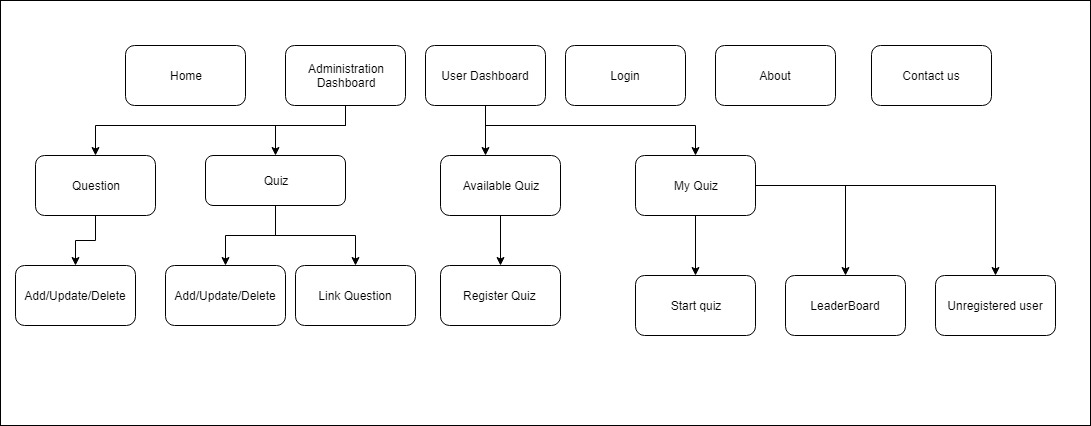 Home
Administration
Dashboard
User Dashboard
Login
About
Contact us
Question
Quiz
Available Quiz
My Quiz
Add/Update/Delete
Add/Update/Delete
Link Question
Register Quiz
Start quiz
LeaderBoard
Unregistered user